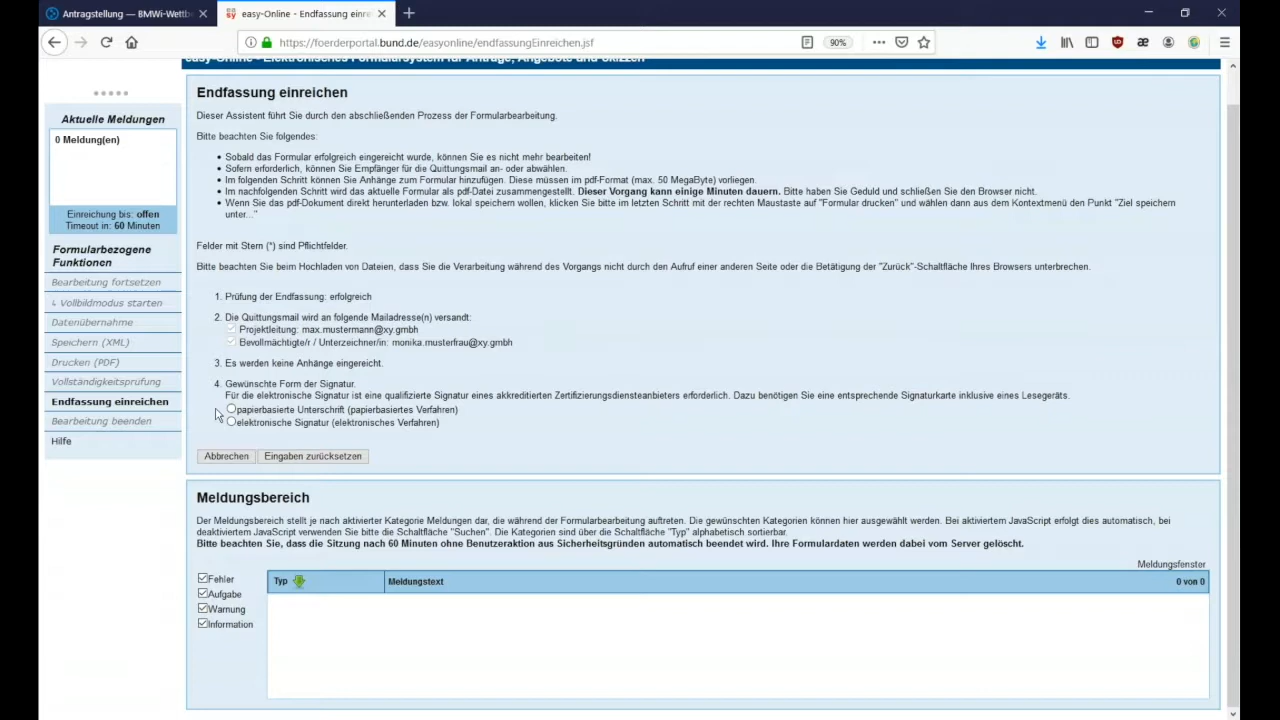 Antragstellung — BMWi-Wettb
easy-Online - Endfassung einre
https://foerderportal.bund.de/easyonline/endfassungEinreichen.jsf
90%
easy-Online - Elektronisches Formularsystem für Anträge, Angebote und Skizzen
Aktuelle Meldungen
0 Meldung(en)
Einreichung bis: offen
Timeout in: 60 Minuten
Formularbezogene
Funktionen
Bearbeitung fortsetzen
↳ Vollbildmodus starten
Datenübernahme
Speichern (XML)
Drucken (PDF)
Vollständigkeitsprüfung
Endfassung einreichen
Bearbeitung beenden
Hilfe
Endfassung einreichen
Dieser Assistent führt Sie durch den abschließenden Prozess der Formularbearbeitung.
Bitte beachten Sie folgendes:
• Sobald das Formular erfolgreich eingereicht wurde, können Sie es nicht mehr bearbeiten!
• Sofern erforderlich, können Sie Empfänger für die Quittungsmail an- oder abwählen.
• Im folgenden Schritt können Sie Anhänge zum Formular hinzufügen. Diese müssen im pdf-Format (max. 50 MegaByte) vorliegen.
• Im nachfolgenden Schritt wird das aktuelle Formular als pdf-Datei zusammengestellt. Dieser Vorgang kann einige Minuten dauern. Bitte haben Sie Geduld und schließen Sie den Browser nicht.
• Wenn Sie das pdf-Dokument direkt herunterladen bzw. lokal speichern wollen, klicken Sie bitte im letzten Schritt mit der rechten Maustaste auf "Formular drucken" und wählen dann aus dem Kontextmenü den Punkt "Ziel speichern
unter..."
Felder mit Stern (*) sind Pflichtfelder.
Bitte beachten Sie beim Hochladen von Dateien, dass Sie die Verarbeitung während des Vorgangs nicht durch den Aufruf einer anderen Seite oder die Betätigung der "Zurück"-Schaltfläche Ihres Browsers unterbrechen.
1. Prüfung der Endfassung: erfolgreich
2. Die Quittungsmail wird an folgende Mailadresse(n) versandt:
Projektleitung: max.mustermann@xy.gmbh
Bevollmächtigte/r / Unterzeichner/in: monika.musterfrau@xy.gmbh
3. Es werden keine Anhänge eingereicht.
4. Gewünschte Form der Signatur.
Für die elektronische Signatur ist eine qualifizierte Signatur eines akkreditierten Zertifizierungsdiensteanbieters erforderlich. Dazu benötigen Sie eine entsprechende Signaturkarte inklusive eines Lesegeräts.
papierbasierte Unterschrift (papierbasiertes Verfahren)
elektronische Signatur (elektronisches Verfahren)
Abbrechen Eingaben zurücksetzen
Meldungsbereich
Der Meldungsbereich stellt je nach aktivierter Kategorie Meldungen dar, die während der Formularbearbeitung auftreten. Die gewünschten Kategorien können hier ausgewählt werden. Bei aktiviertem JavaScript erfolgt dies automatisch, bei
deaktiviertem JavaScript verwenden Sie bitte die Schaltfläche "Suchen". Die Kategorien sind über die Schaltfläche "Typ" alphabetisch sortierbar.
Bitte beachten Sie, dass die Sitzung nach 60 Minuten ohne Benutzeraktion aus Sicherheitsgründen automatisch beendet wird. Ihre Formulardaten werden dabei vom Server gelöscht.
Meldungsfenster
Fehler
Aufgabe
Warnung
Information
Typ Meldungstext 0 von 0